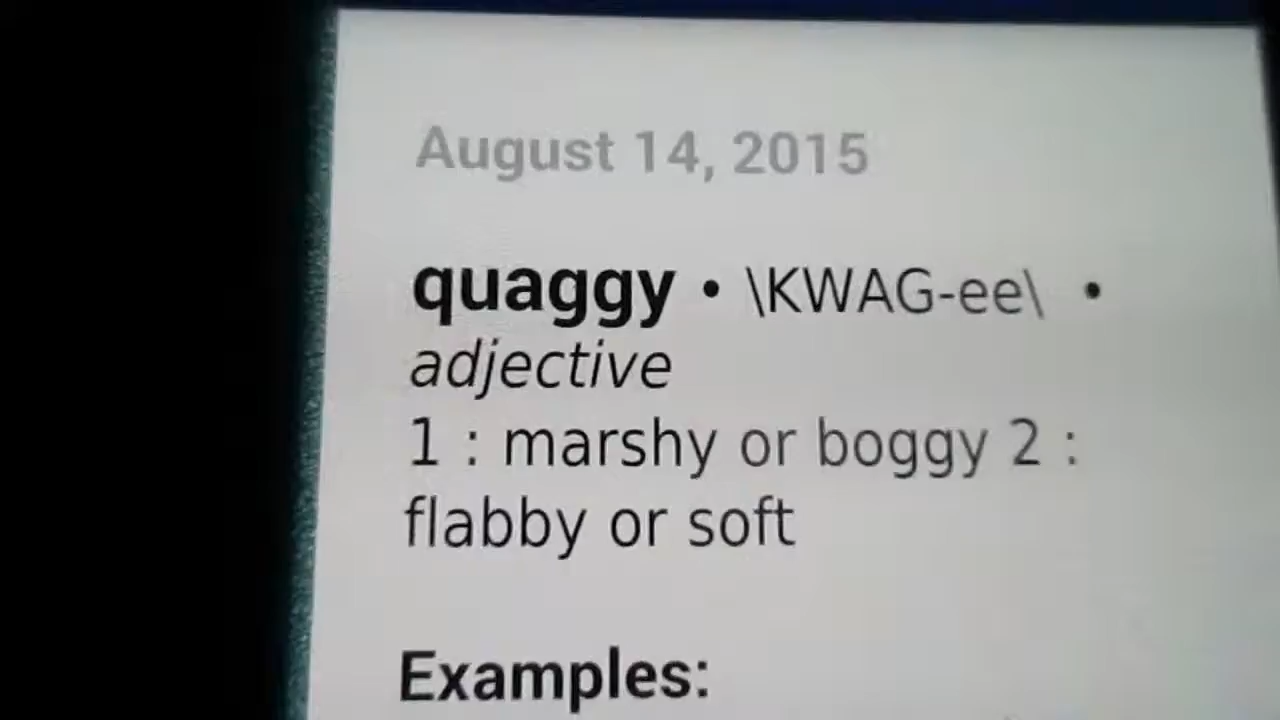 August 14, 2015
quaggy • \KWAG-ee\ •
adjective
1 : marshy or boggy 2 :
flabby or soft
Examples: